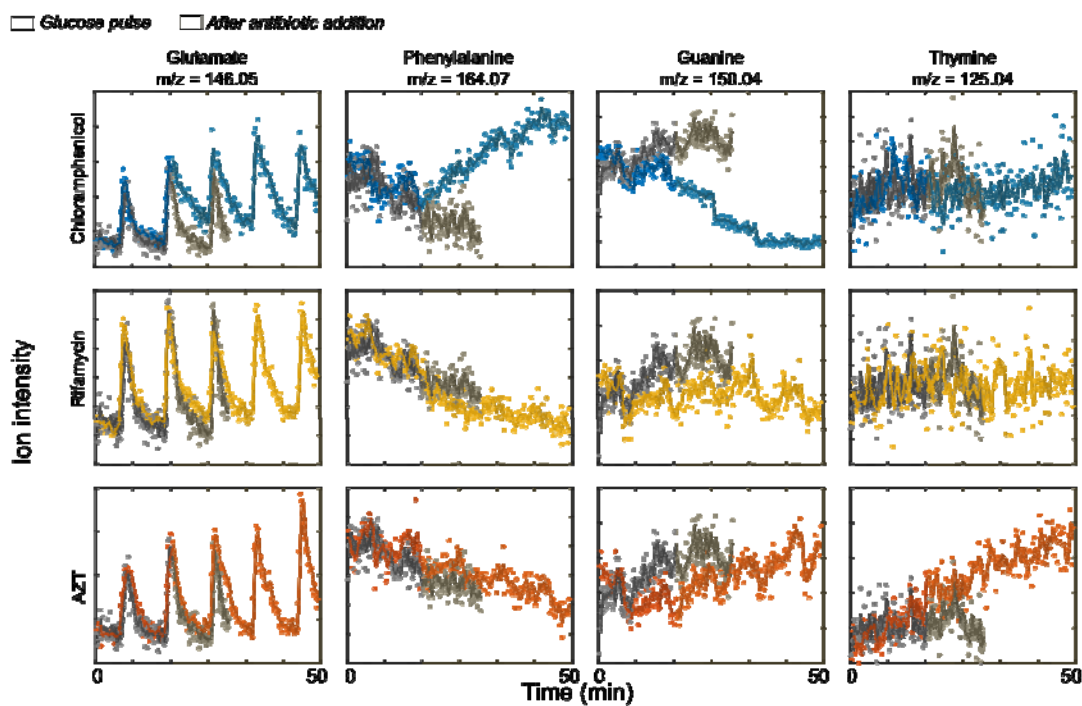 Glucose pulse After antibiotic addition
Glutamate Phenylalanine Guanine Thymine
m/z = 146.05 m/z = 164.07 m/z = 150.04 m/z = 125.04
Chloramphenicol
Rifamycin
AZT
Ion intensity
0 50 0 50 0 50 0 50
Time (min)